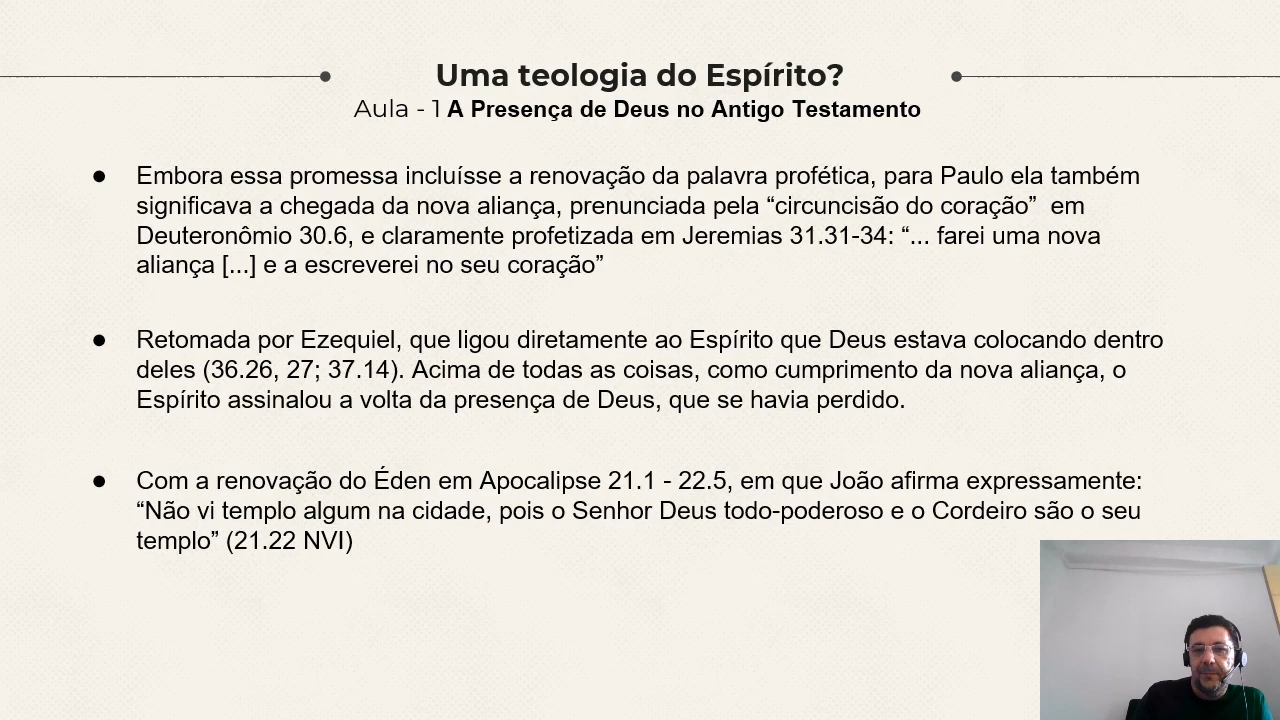 Uma teologia do Espírito?
Aula - 1 A Presença de Deus no Antigo Testamento
● Embora essa promessa incluísse a renovação da palavra profética, para Paulo ela também
significava a chegada da nova aliança, prenunciada pela “circuncisão do coração”  em
Deuteronômio 30.6, e claramente profetizada em Jeremias 31.31-34: “... farei uma nova
aliança [...] e a escreverei no seu coração”
● Retomada por Ezequiel, que ligou diretamente ao Espírito que Deus estava colocando dentro
deles (36.26, 27; 37.14). Acima de todas as coisas, como cumprimento da nova aliança, o
Espírito assinalou a volta da presença de Deus, que se havia perdido.
● Com a renovação do Éden em Apocalipse 21.1 - 22.5, em que João afirma expressamente:
“Não vi templo algum na cidade, pois o Senhor Deus todo-poderoso e o Cordeiro são o seu
templo” (21.22 NVI)